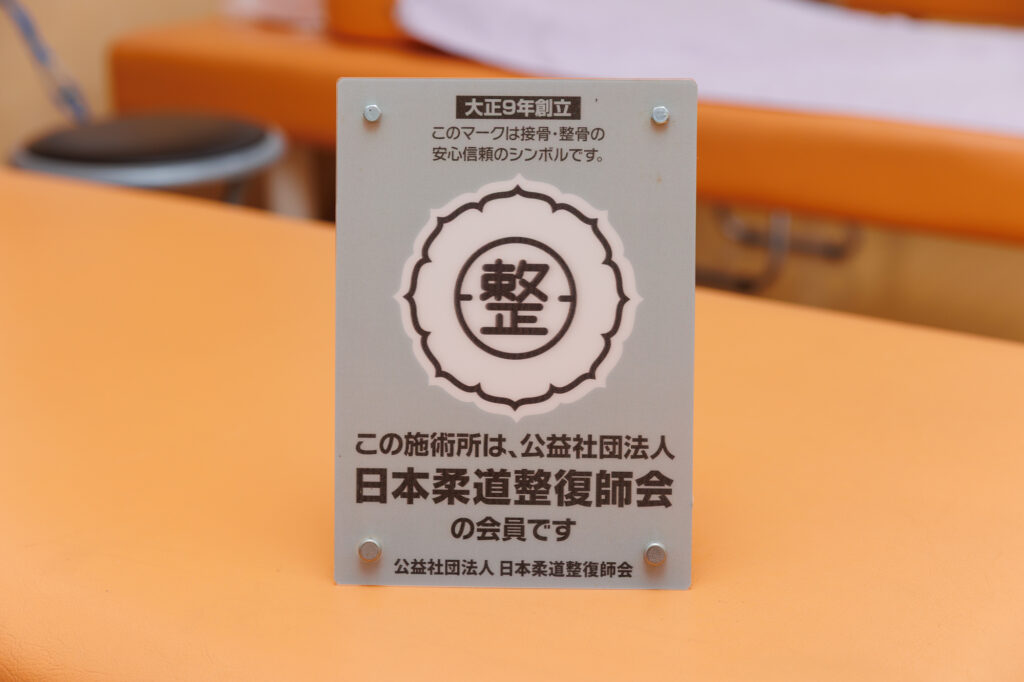 大正9年創立
このマークは接骨・整骨の
安心信頼のシンボルです。
整
この施術所は、公益社団法人
日本柔道整復師会
の会員です
公益社団法人 日本柔道整復師会